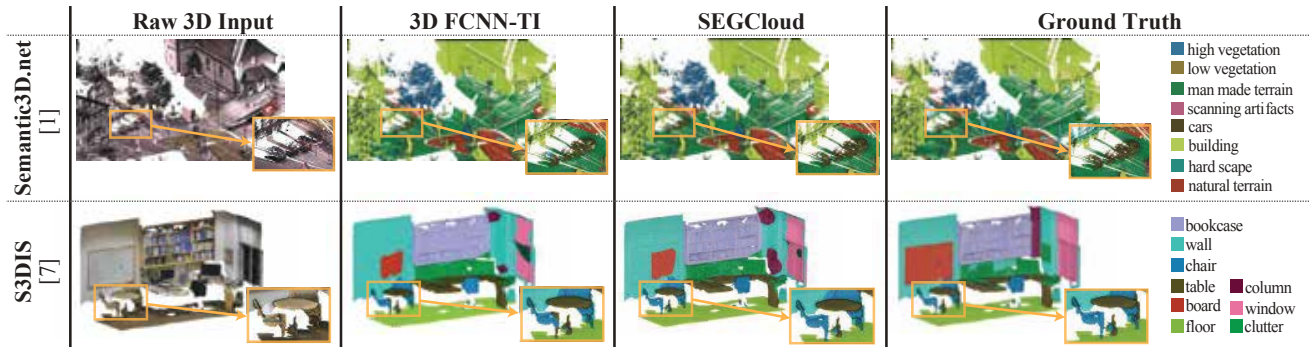 Raw 3D Input
3D FCNN-TI
SEGCloud
Ground Truth
Semantic3D.net
[1]
high vegetation
low vegetation
man made terrain
scanning artifacts
cars
building
hard scape
natural terrain
S3DIS
[7]
bookcase
wall
chair
table
board
floor
column
window
clutter